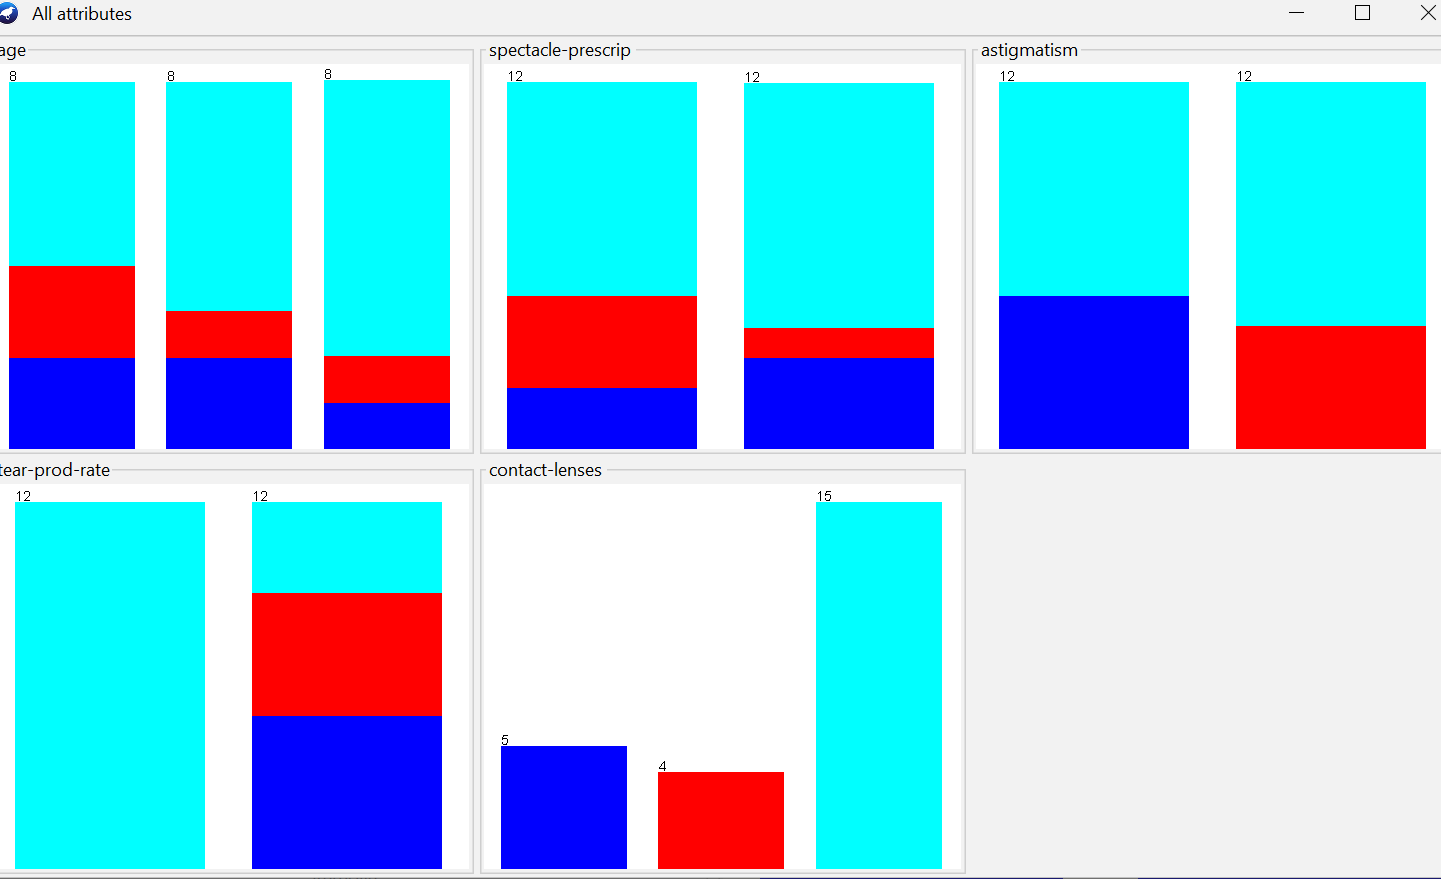 All attributes
age
spectacle-prescrip
astigmatism
8
8
8
12
12
12
12
tear-prod-rate
contact-lenses
12
12
5
4
15